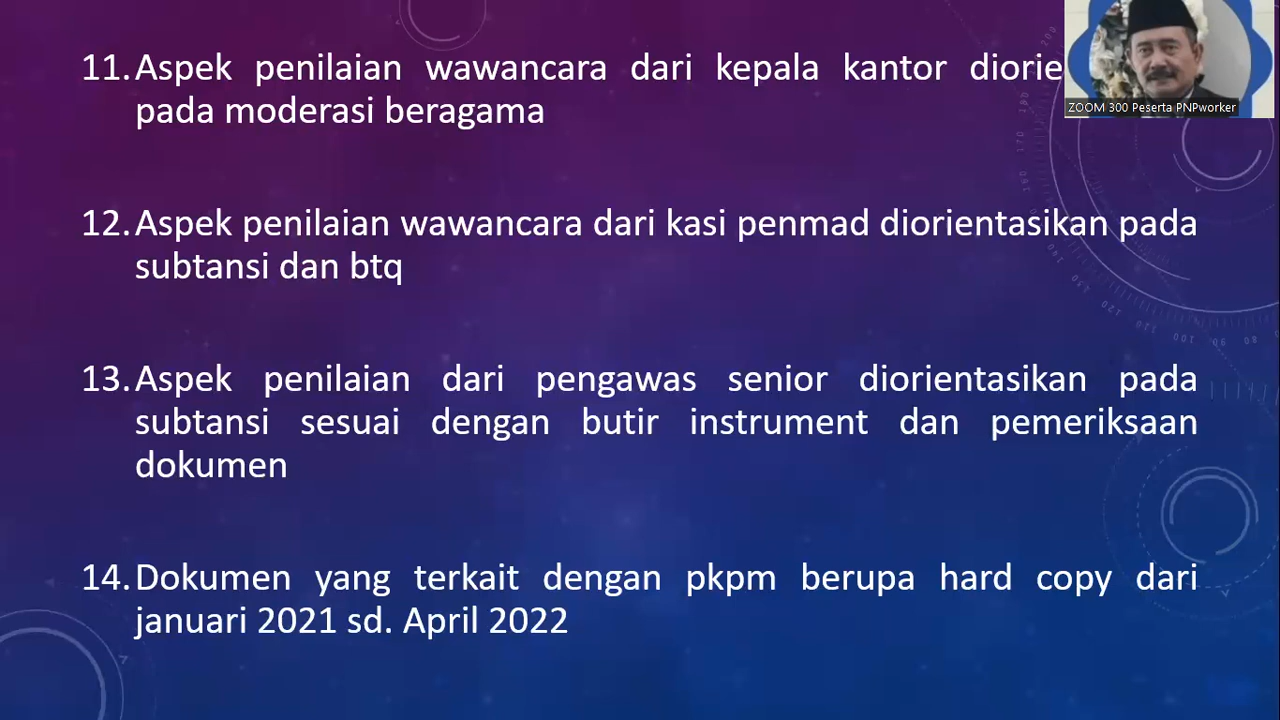 11. Aspek penilaian wawancara dari kepala kantor diorie
pada moderasi beragama
ZOOM 300 Peserta PNPworker
12. Aspek penilaian wawancara dari kasi penmad diorientasikan pada
subtansi dan btq
13. Aspek penilaian dari pengawas senior diorientasikan pada
subtansi sesuai dengan butir instrument dan pemeriksaan
dokumen
14. Dokumen yang terkait dengan pkpm berupa hard copy dari
januari 2021 sd. April 2022